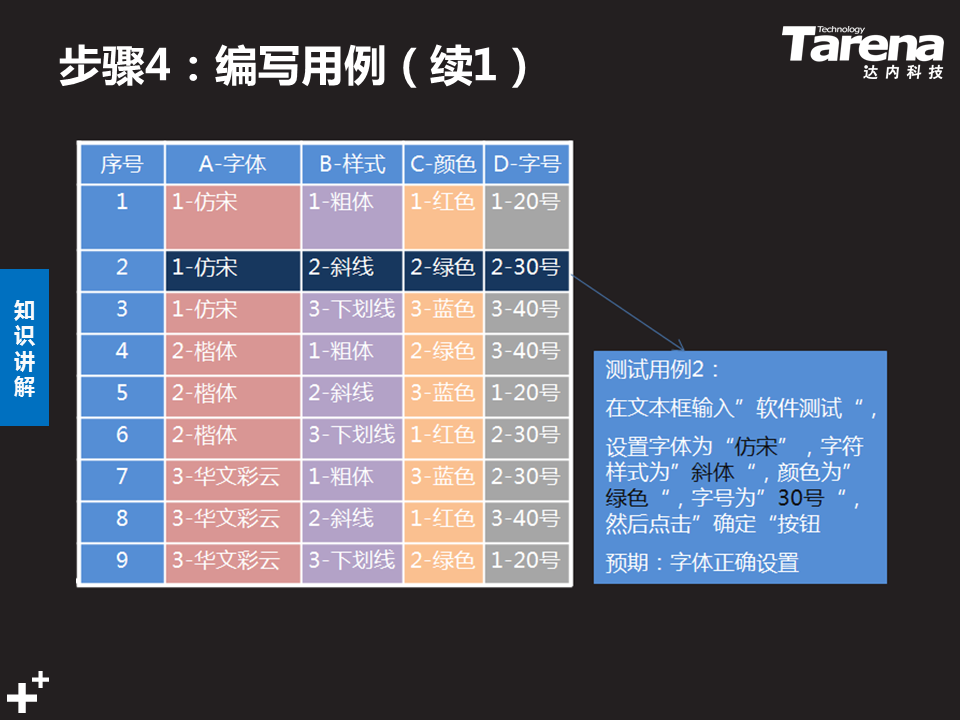 步骤4：编写用例（续1）
Technology
Tarena
达内科技
知识讲解
序号 A-字体 B-样式 C-颜色 D-字号
1 1-仿宋 1-粗体 1-红色 1-20号
2 1-仿宋 2-斜线 2-绿色 2-30号
3 1-仿宋 3-下划线 3-蓝色 3-40号
4 2-楷体 1-粗体 2-绿色 3-40号
5 2-楷体 2-斜线 3-蓝色 1-20号
6 2-楷体 3-下划线 1-红色 2-30号
7 3-华文彩云 1-粗体 3-蓝色 2-30号
8 3-华文彩云 2-斜线 1-红色 3-40号
9 3-华文彩云 3-下划线 2-绿色 1-20号
测试用例2：
在文本框输入”软件测试“，
设置字体为“仿宋”，字符
样式为”斜体“，颜色为”
绿色“，字号为”30号“，
然后点击”确定“按钮
预期：字体正确设置